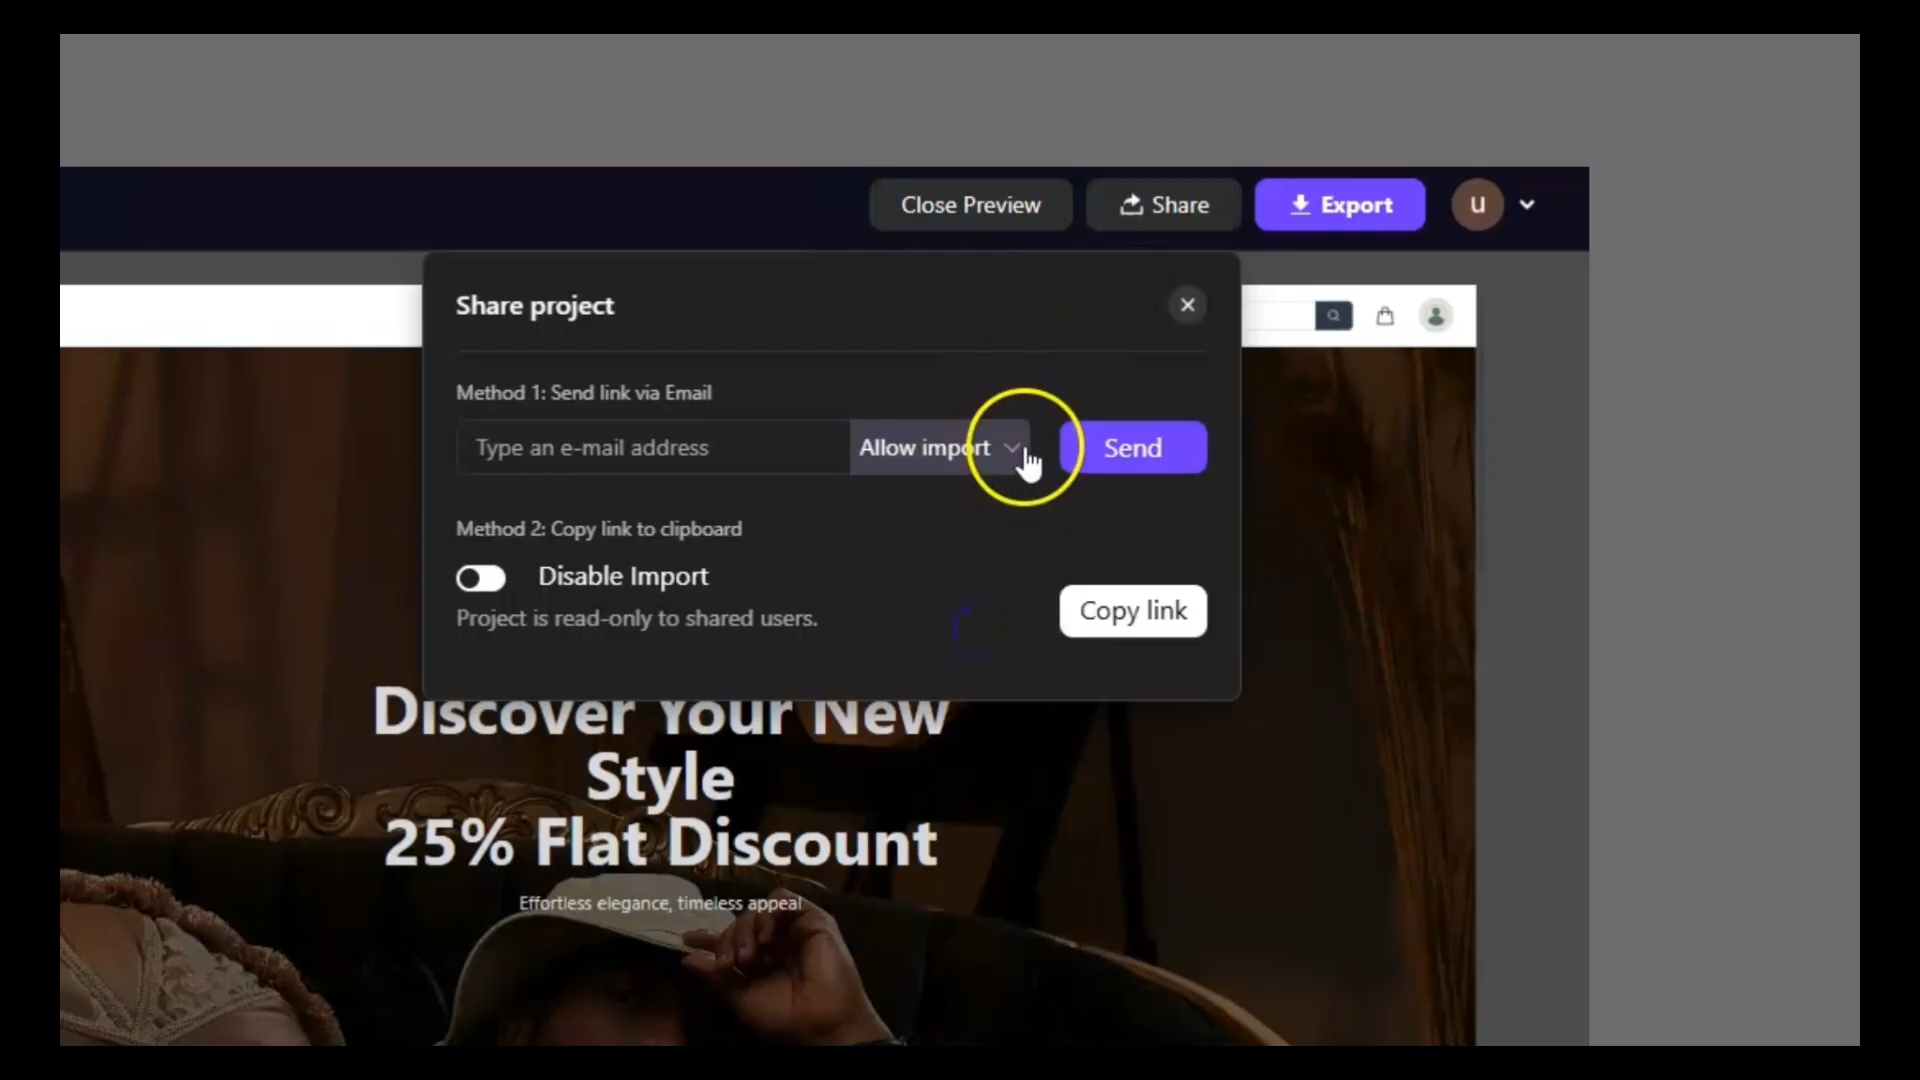 Close Preview
Share
Export
u
Share project
Method 1: Send link via Email
Type an e-mail address
Allow import
Send
Method 2: Copy link to clipboard
Disable Import
Project is read-only to shared users.
Copy link
Discover Your New
Style
25% Flat Discount
Effortless elegance, timeless appeal